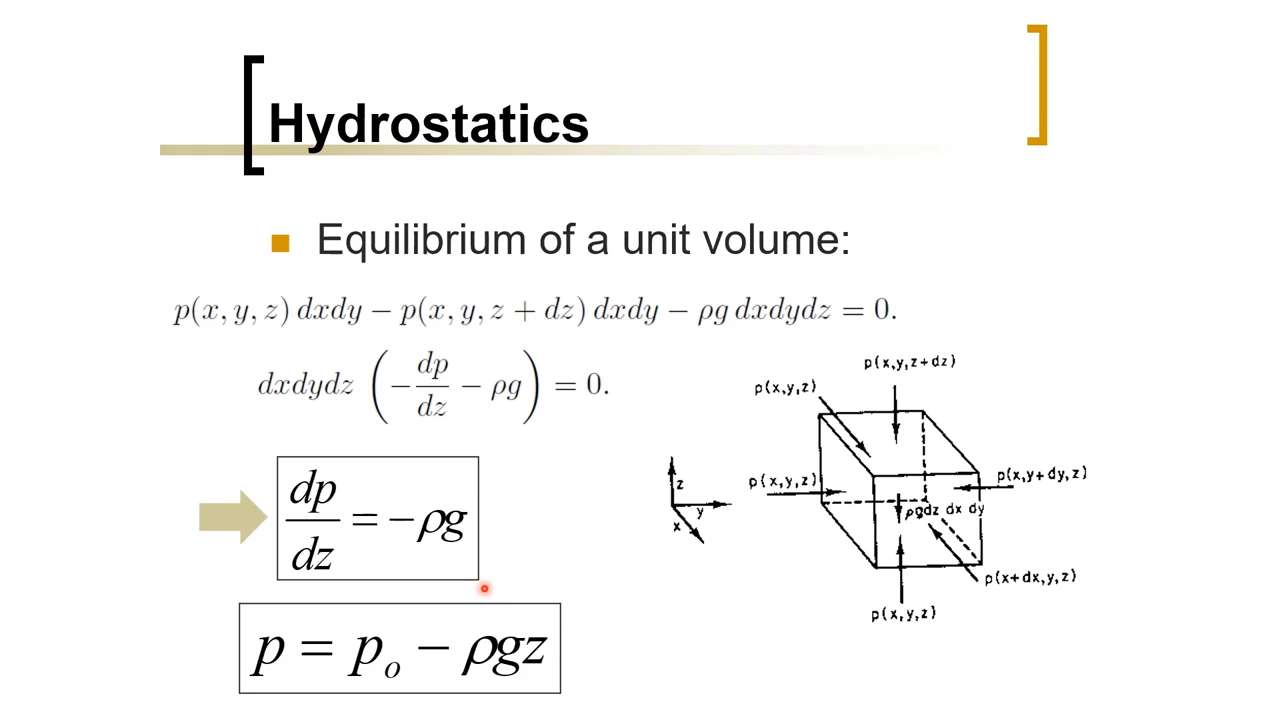 Hydrostatics
Equilibrium of a unit volume:
p(x, y, z) dxdy − p(x, y, z + dz) dxdy − ρg dxdydz = 0.
dxdydz (−dp/dz − ρg) = 0.
dp/dz = −ρg
p = pₒ − ρgz
p(x,y,z+dz)
p(x,y,z)
p(x,y,z)
p(x,y+dy,z)
z
y
x
ρgdz dx dy
p(x+dx,y,z)
p(x,y,z)